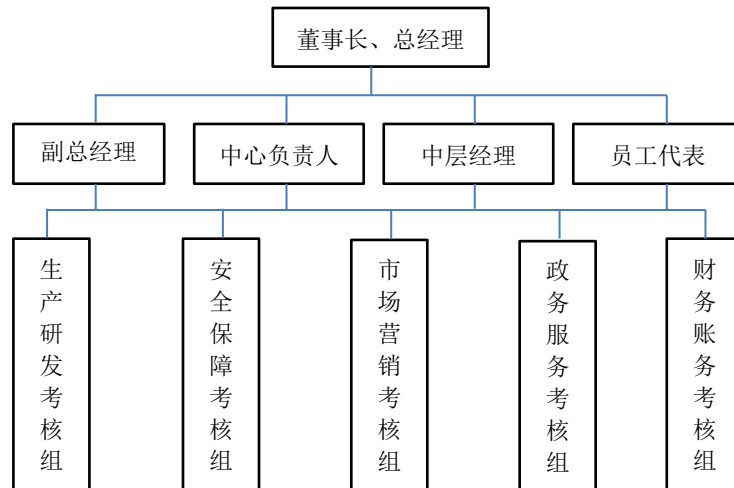 董事长、总经理
副总经理
中心负责人
中层经理
员工代表
生产研发考核组
安全保障考核组
市场营销考核组
政务服务考核组
财务账务考核组